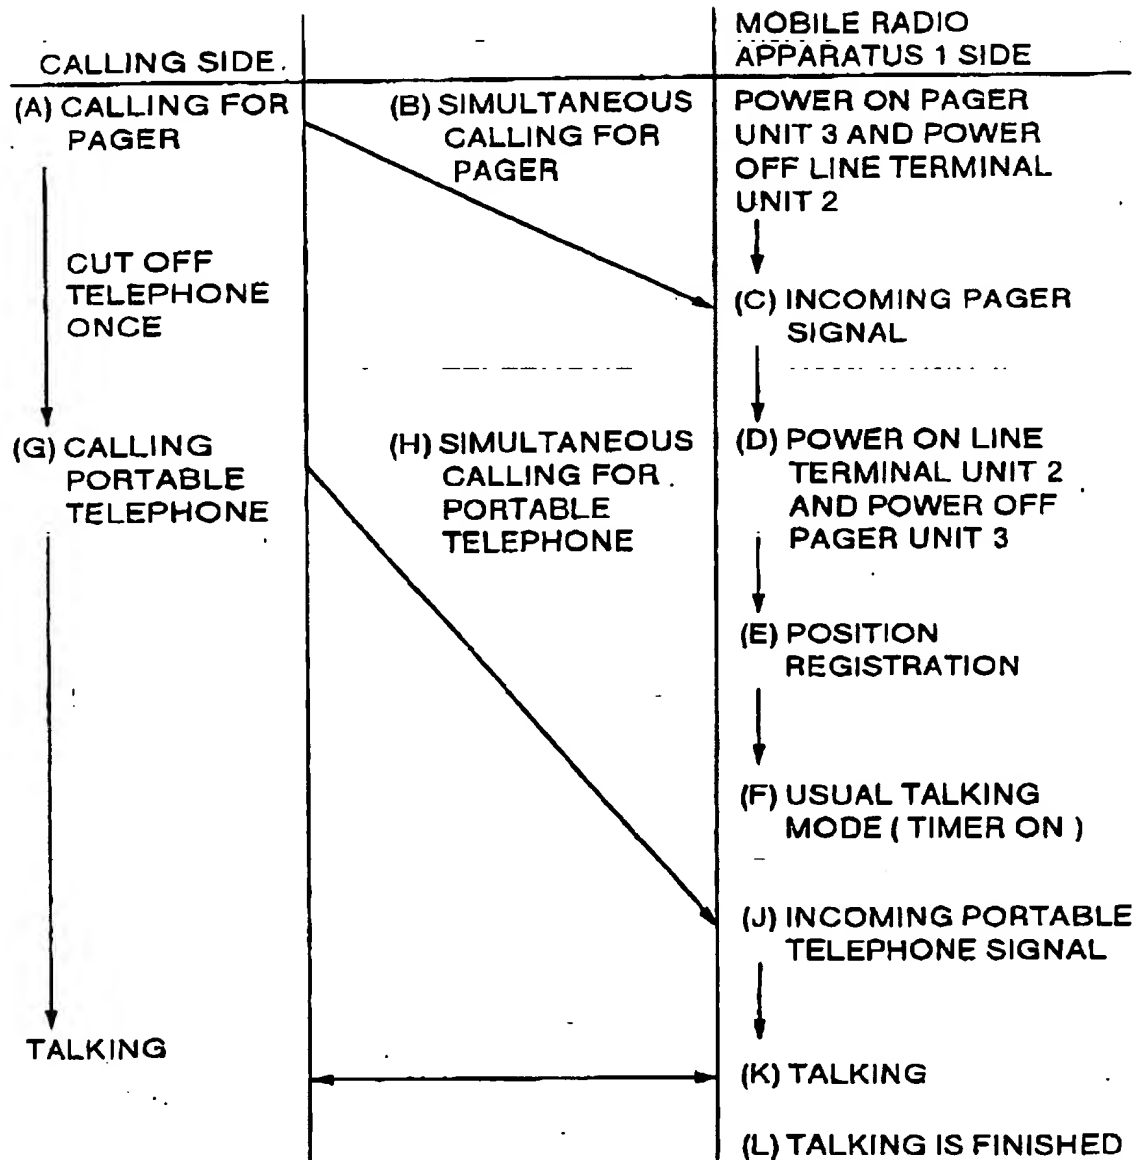 CALLING SIDE.
MOBILE RADIO
APPARATUS 1 SIDE
(A) CALLING FOR
PAGER
CUT OFF
TELEPHONE
ONCE
(G) CALLING
PORTABLE
TELEPHONE
TALKING
(B) SIMULTANEOUS
CALLING FOR
PAGER
(H) SIMULTANEOUS
CALLING FOR
PORTABLE
TELEPHONE
POWER ON PAGER
UNIT 3 AND POWER
OFF LINE TERMINAL
UNIT 2
(C) INCOMING PAGER
SIGNAL
(D) POWER ON LINE
TERMINAL UNIT 2
AND POWER OFF
PAGER UNIT 3
(E) POSITION
REGISTRATION
(F) USUAL TALKING
MODE ( TIMER ON )
(J) INCOMING PORTABLE
TELEPHONE SIGNAL
(K) TALKING
(L) TALKING IS FINISHED